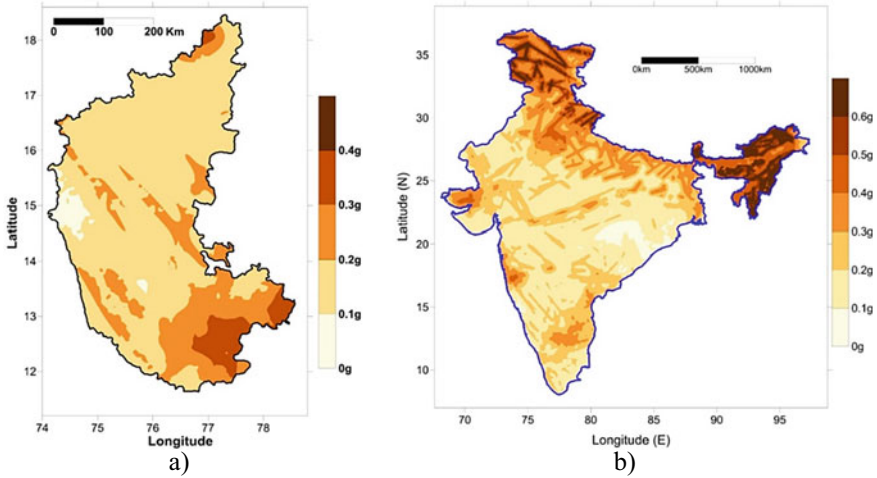 0 100 200 Km
18
17
16
15
14
13
12
Latitude
74 75 76 77 78
Longitude
0.4g
0.3g
0.2g
0.1g
0g
a)
35
30
25
20
15
10
Latitude (N)
70 75 80 85 90 95
Longitude (E)
0km 500km 1000km
0.6g
0.5g
0.4g
0.3g
0.2g
0.1g
0g
b)